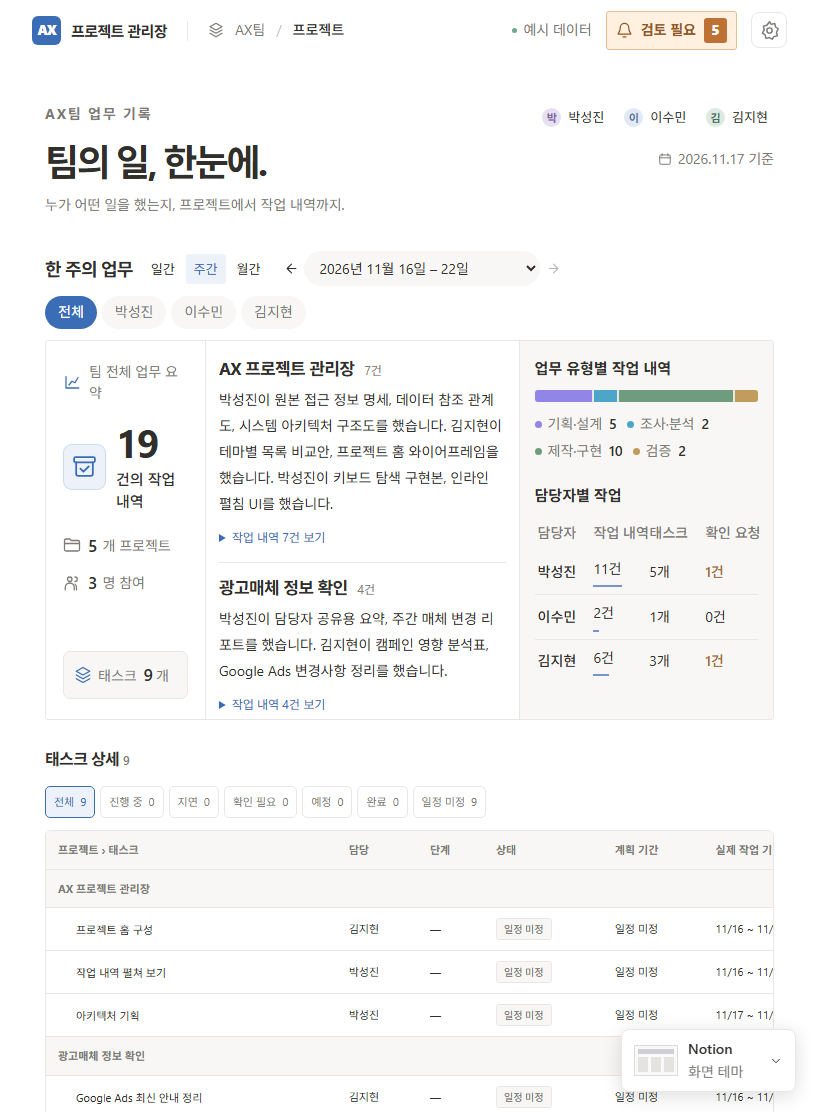 AX 프로젝트 관리장 AX팀 / 프로젝트 예시 데이터 검토 필요 5
AX팀 업무 기록
박 박성진 이 이수민 김 김지현
팀의 일, 한눈에.
2026.11.17 기준
누가 어떤 일을 했는지, 프로젝트에서 작업 내역까지.
한 주의 업무 일간 주간 월간 ← 2026년 11월 16일 – 22일 →
전체 박성진 이수민 김지현
팀 전체 업무 요
약
19
건의 작업
내역
5 개 프로젝트
3 명 참여
태스크 9 개
AX 프로젝트 관리장 7건
박성진이 원본 접근 정보 명세, 데이터 참조 관계
도, 시스템 아키텍처 구조도를 했습니다. 김지현이
테마별 목록 비교안, 프로젝트 홈 와이어프레임을
했습니다. 박성진이 키보드 탐색 구현본, 인라인
펼침 UI를 했습니다.
▶ 작업 내역 7건 보기
광고매체 정보 확인 4건
박성진이 담당자 공유용 요약, 주간 매체 변경 리
포트를 했습니다. 김지현이 캠페인 영향 분석표,
Google Ads 변경사항 정리를 했습니다.
▶ 작업 내역 4건 보기
업무 유형별 작업 내역
기획·설계 5 조사·분석 2
제작·구현 10 검증 2
담당자별 작업
담당자 작업 내역 태스크 확인 요청
박성진 11건 5개 1건
이수민 2건 1개 0건
김지현 6건 3개 1건
태스크 상세 9
전체 9 진행 중 0 지연 0 확인 필요 0 예정 0 완료 0 일정 미정 9
프로젝트 › 태스크 담당 단계 상태 계획 기간 실제 작업 기
AX 프로젝트 관리장
프로젝트 홈 구성 김지현 — 일정 미정 일정 미정 11/16 ~ 11/
작업 내역 펼쳐 보기 박성진 — 일정 미정 일정 미정 11/16 ~ 11/
아키텍처 기획 박성진 — 일정 미정 일정 미정 11/17 ~ 11/
광고매체 정보 확인
Google Ads 최신 안내 정리 김지현 — 일정 미정 일정 미정 11/16 ~ 11/
Notion
화면 테마